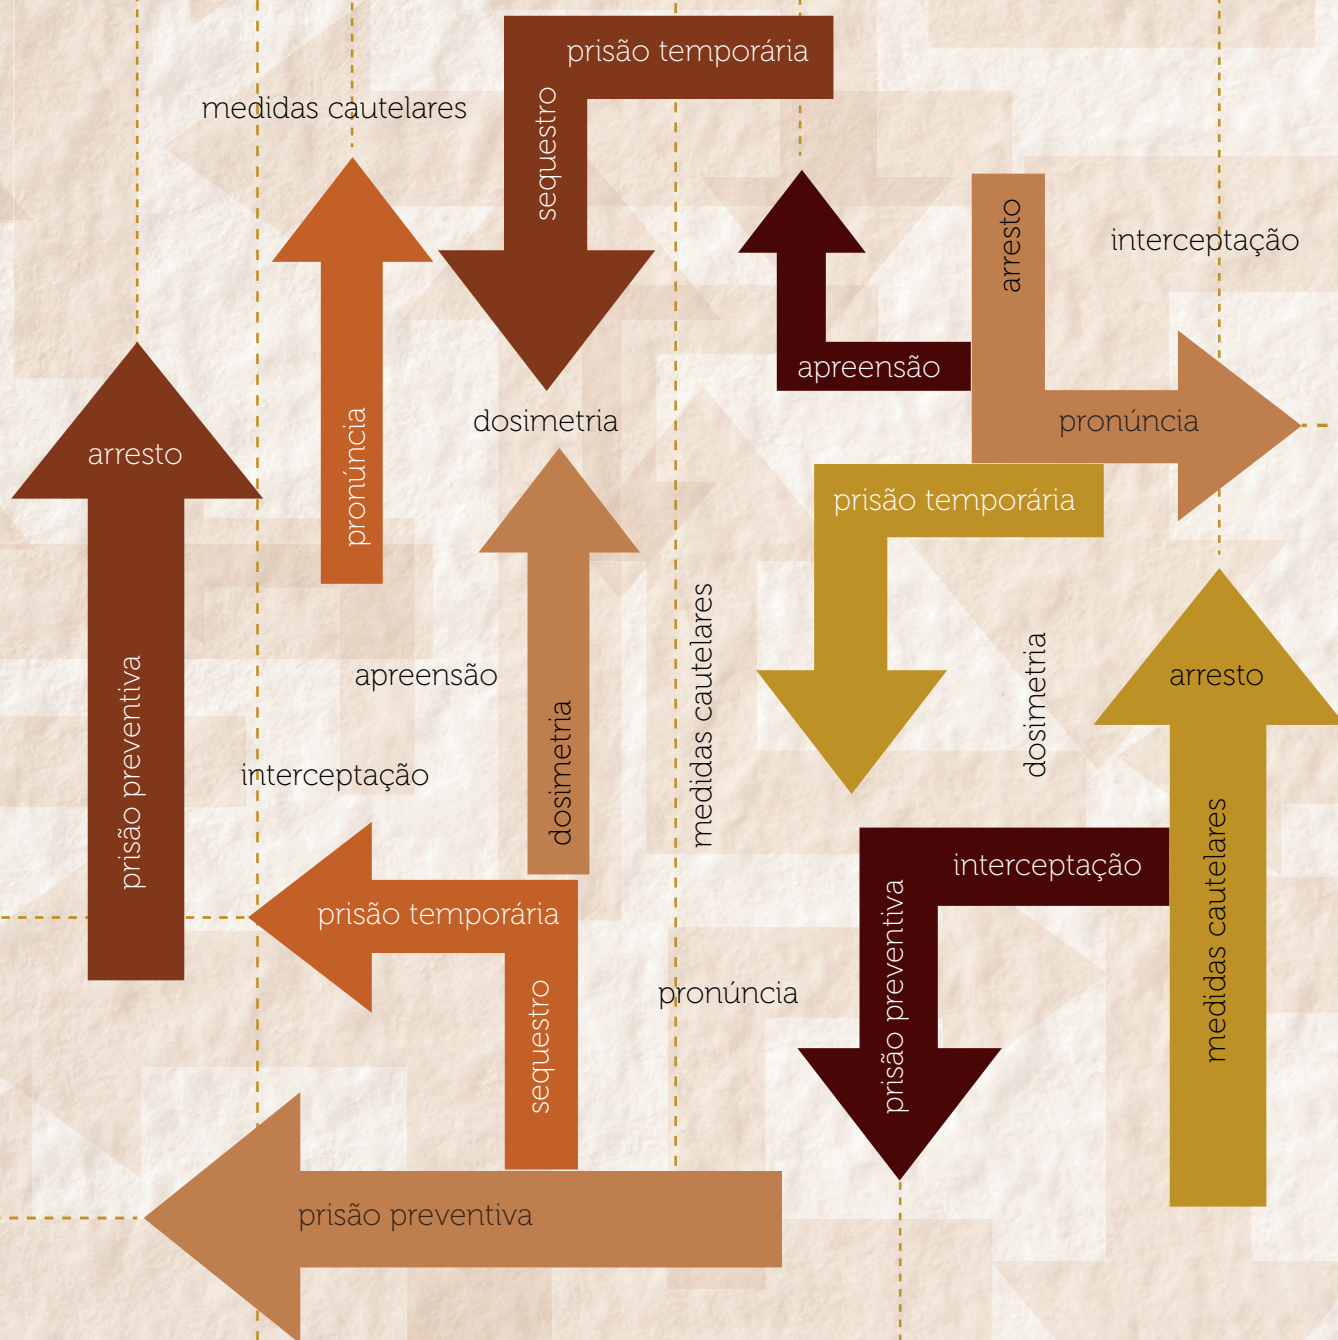 prisão temporária
medidas cautelares
sequestro
arresto
interceptação
apreensão
dosimetria
pronúncia
arresto
pronúncia
prisão temporária
medidas cautelares
dosimetria
arresto
apreensão
prisão preventiva
dosimetria
interceptação
medidas cautelares
interceptação
prisão temporária
prisão preventiva
pronúncia
sequestro
prisão preventiva